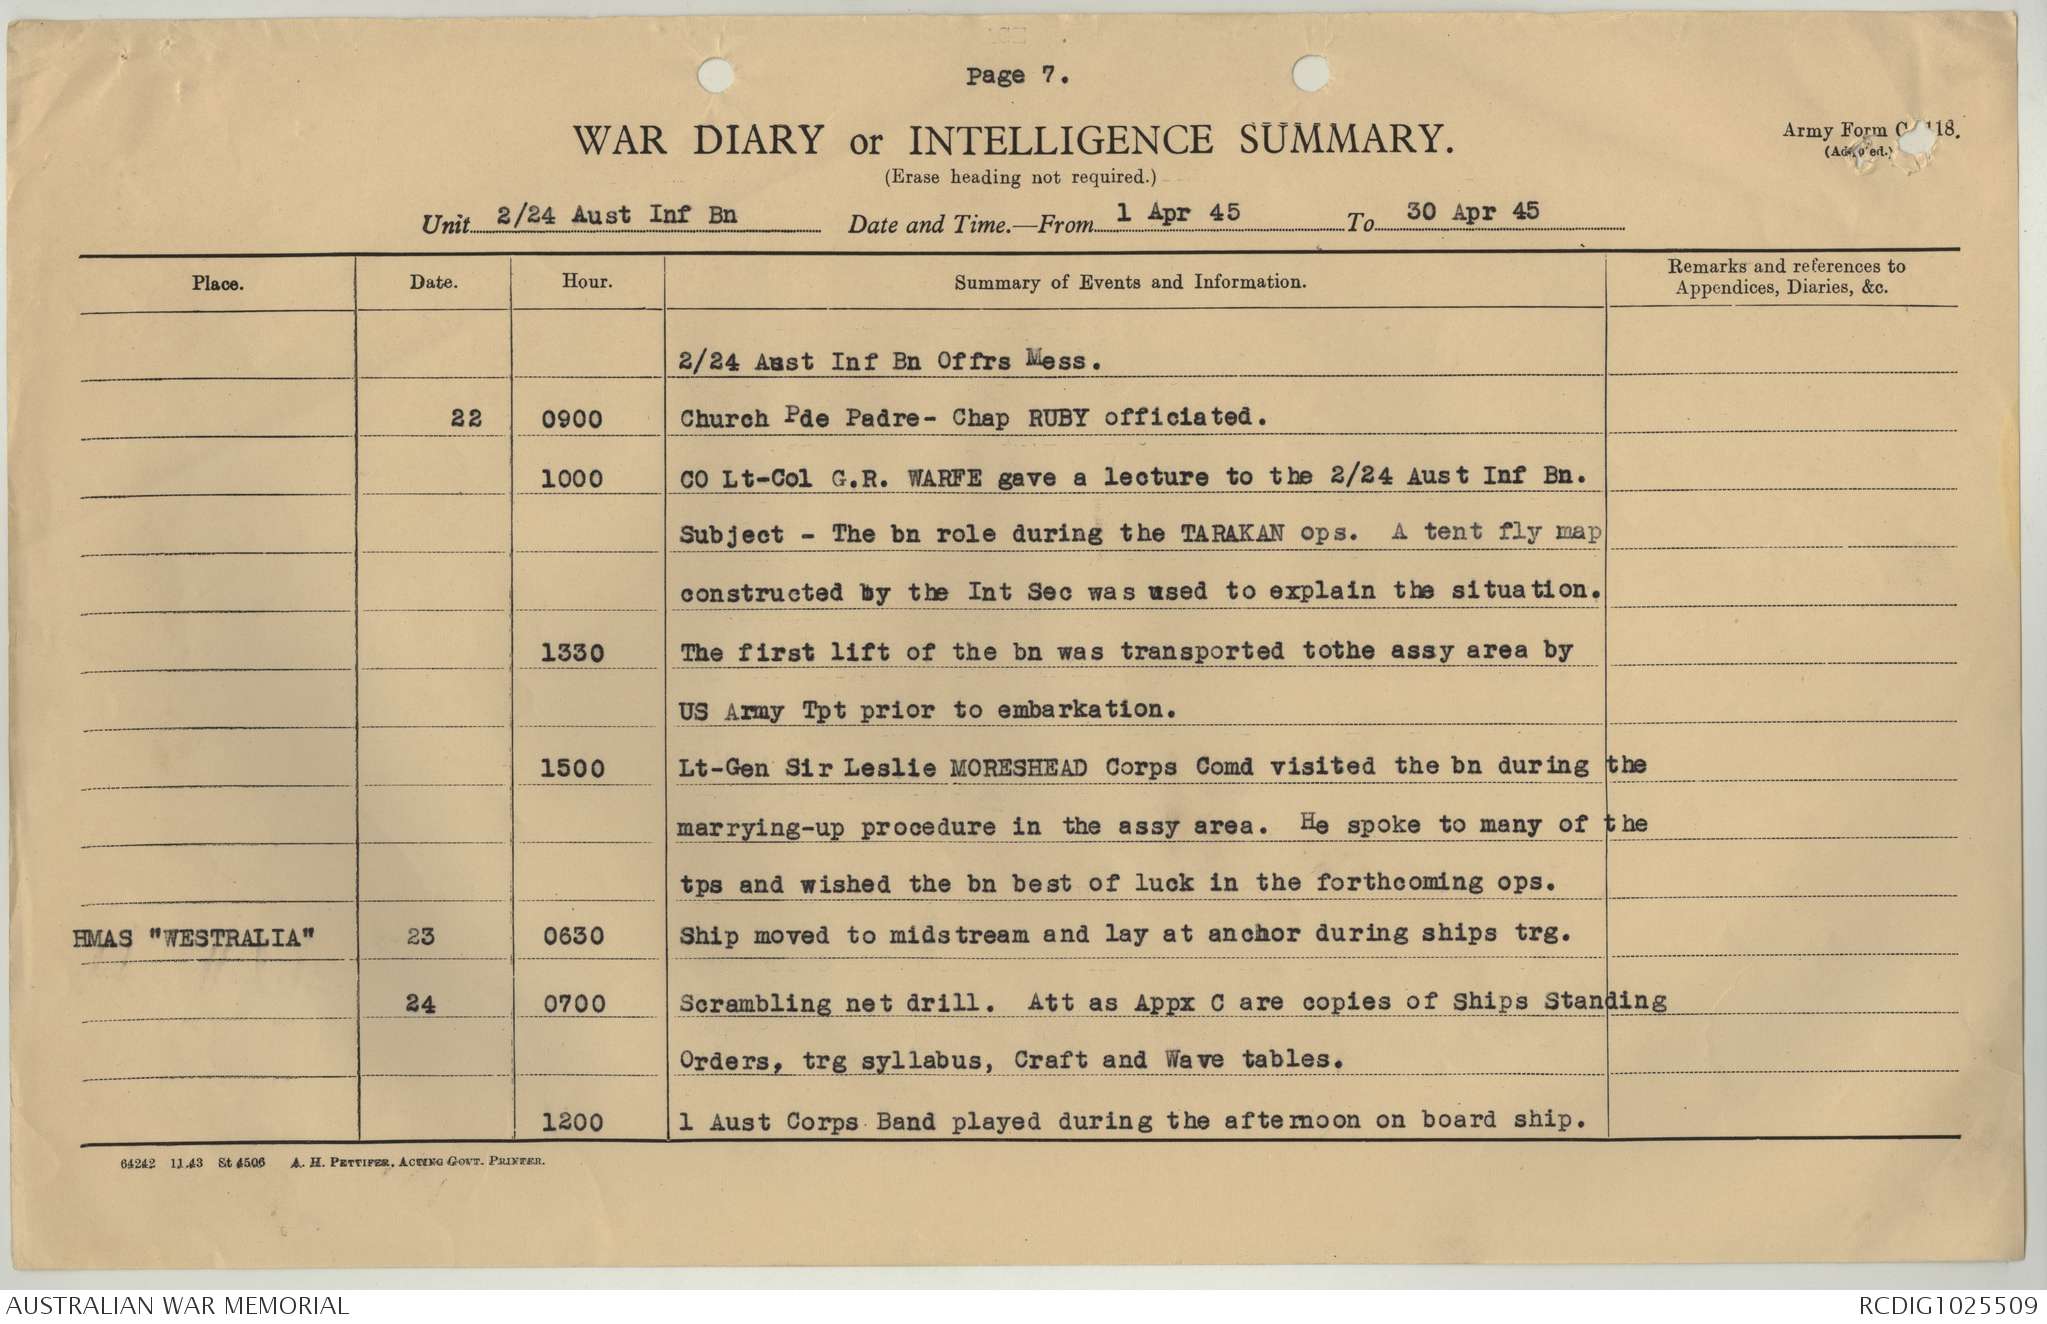 Page 7.
WAR DIARY or INTELLIGENCE SUMMARY.
Army Form C. 118.
(Erase heading not required.)
Unit 2/24 Aust Inf Bn Date and Time.—From 1 Apr 45 To 30 Apr 45
Place. Date. Hour. Summary of Events and Information. Remarks and references to
Appendices, Diaries, &c.
2/24 Aust Inf Bn Offrs Mess.
22 0900 Church Pde Padre- Chap RUBY officiated.
1000 CO Lt-Col G.R. WARFE gave a lecture to the 2/24 Aust Inf Bn.
Subject - The bn role during the TARAKAN ops. A tent fly map
constructed by the Int Sec was used to explain the situation.
1330 The first lift of the bn was transported tothe assy area by
US Army Tpt prior to embarkation.
1500 Lt-Gen Sir Leslie MORESHEAD Corps Comd visited the bn during the
marrying-up procedure in the assy area. He spoke to many of the
tps and wished the bn best of luck in the forthcoming ops.
HMAS "WESTRALIA" 23 0630 Ship moved to midstream and lay at anchor during ships trg.
24 0700 Scrambling net drill. Att as Appx C are copies of Ships Standing
Orders, trg syllabus, Craft and Wave tables.
1200 1 Aust Corps Band played during the afternoon on board ship.
64242 11.43 St 4506 A. H. PETTIFER, ACTING GOVT. PRINTER.
AUSTRALIAN WAR MEMORIAL RCDIG1025509